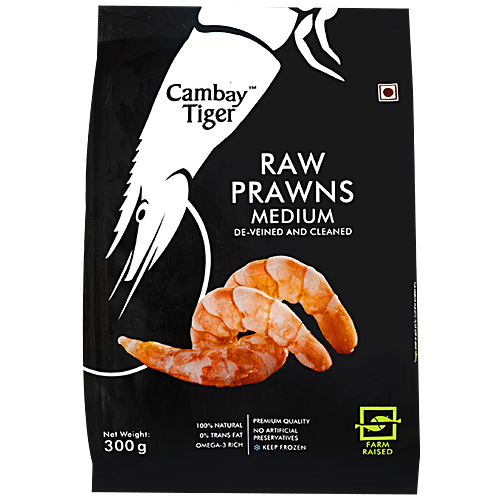 Cambay™
Tiger
RAW
PRAWNS
MEDIUM
DE-VEINED AND CLEANED
Net Weight:
300 g
100% NATURAL
0% TRANS FAT
OMEGA-3 RICH
PREMIUM QUALITY
NO ARTIFICIAL
PRESERVATIVES
KEEP FROZEN
FARM
RAISED